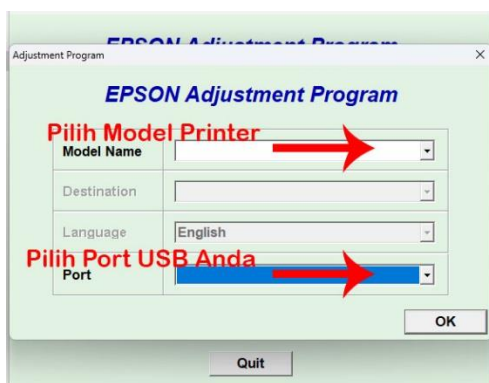 EPSON Adjustment Program
Adjustment Program
EPSON Adjustment Program
Pilih Model Printer
Model Name
Destination
Language English
Pilih Port USB Anda
Port
OK
Quit